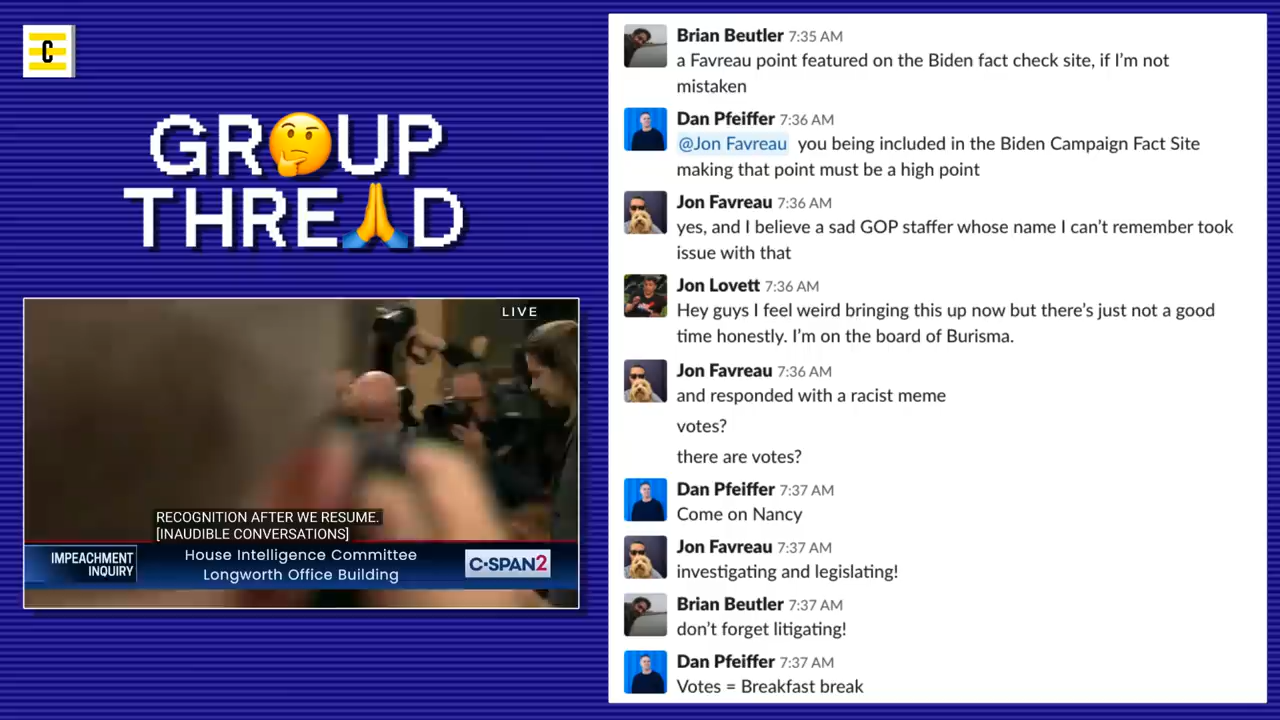 C
GR🤔UP
THRE🙏D
LIVE
RECOGNITION AFTER WE RESUME.
[INAUDIBLE CONVERSATIONS]
IMPEACHMENT
INQUIRY
House Intelligence Committee
Longworth Office Building
C-SPAN2
Brian Beutler 7:35 AM
a Favreau point featured on the Biden fact check site, if I'm not
mistaken
Dan Pfeiffer 7:36 AM
@Jon Favreau you being included in the Biden Campaign Fact Site
making that point must be a high point
Jon Favreau 7:36 AM
yes, and I believe a sad GOP staffer whose name I can't remember took
issue with that
Jon Lovett 7:36 AM
Hey guys I feel weird bringing this up now but there's just not a good
time honestly. I'm on the board of Burisma.
Jon Favreau 7:36 AM
and responded with a racist meme
votes?
there are votes?
Dan Pfeiffer 7:37 AM
Come on Nancy
Jon Favreau 7:37 AM
investigating and legislating!
Brian Beutler 7:37 AM
don't forget litigating!
Dan Pfeiffer 7:37 AM
Votes = Breakfast break